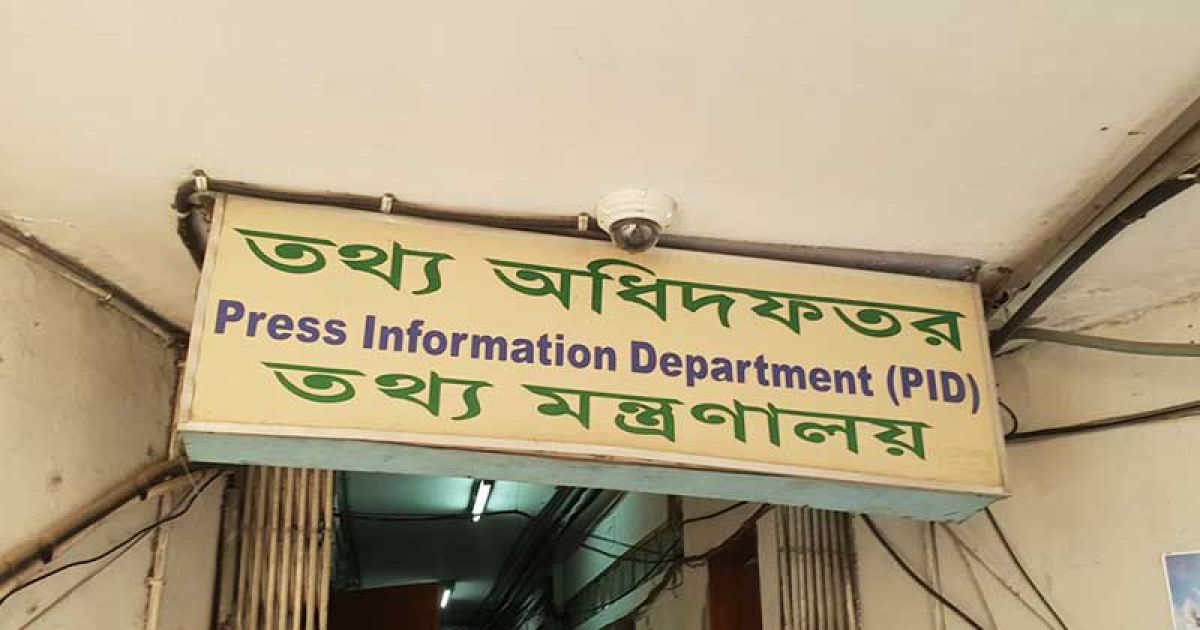 তথ্য অধিদফতর
Press Information Department (PID)
তথ্য মন্ত্রণালয়